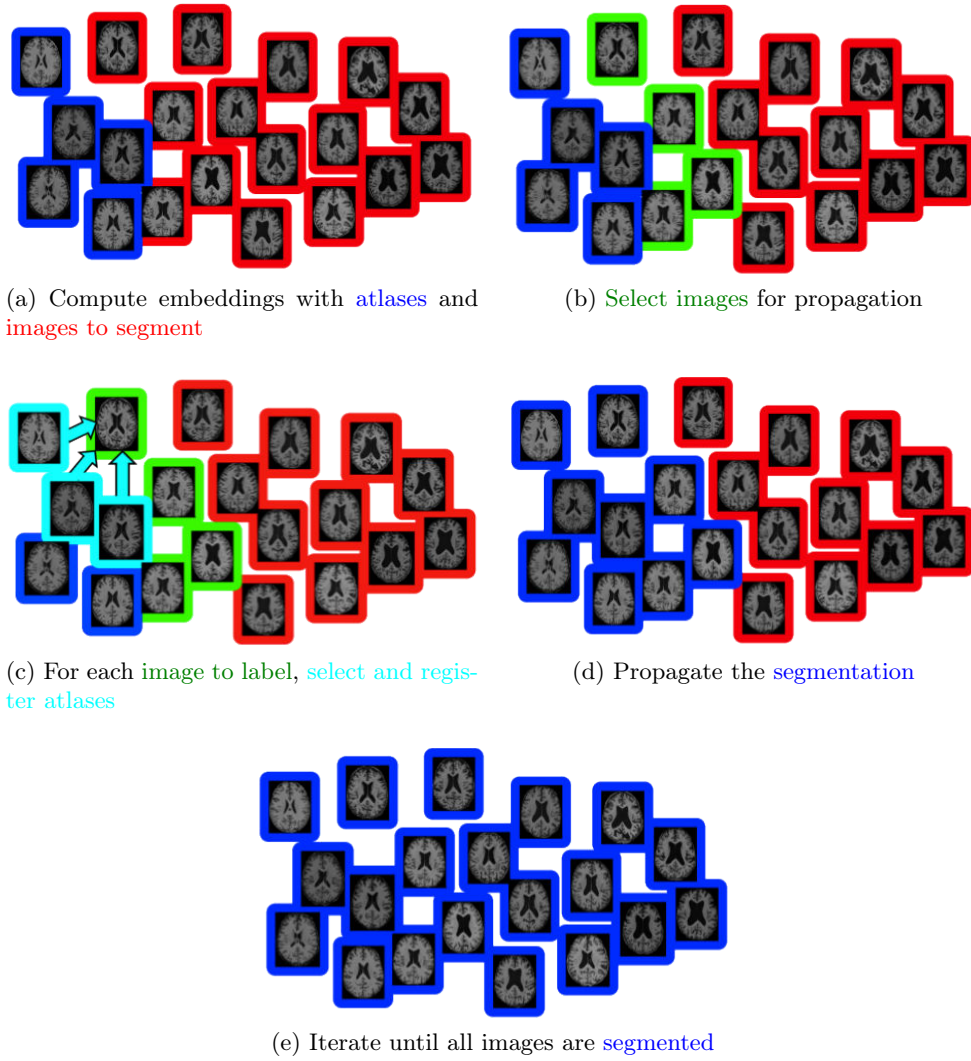 (a) Compute embeddings with atlases and
images to segment
(b) Select images for propagation
(c) For each image to label, select and regis-
ter atlases
(d) Propagate the segmentation
(e) Iterate until all images are segmented